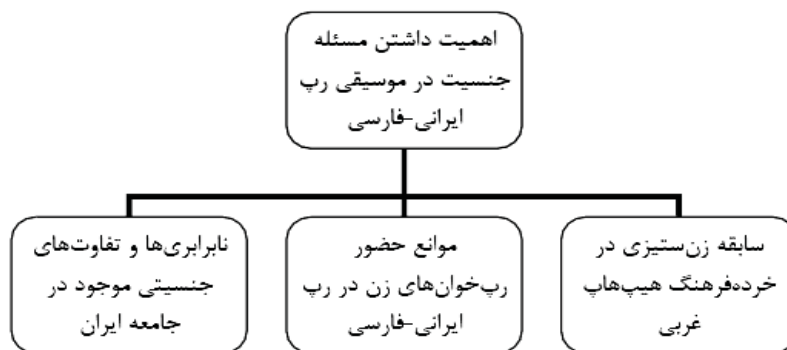 اهمیت داشتن مسئله
جنسیت در موسیقی رپ
ایرانی-فارسی
سابقه زن‌ستیزی در
خرده‌فرهنگ هیپ‌هاپ
غربی
موانع حضور
رپ‌خوان‌های زن در رپ
ایرانی-فارسی
نابرابری‌ها و تفاوت‌های
جنسیتی موجود در
جامعه ایران